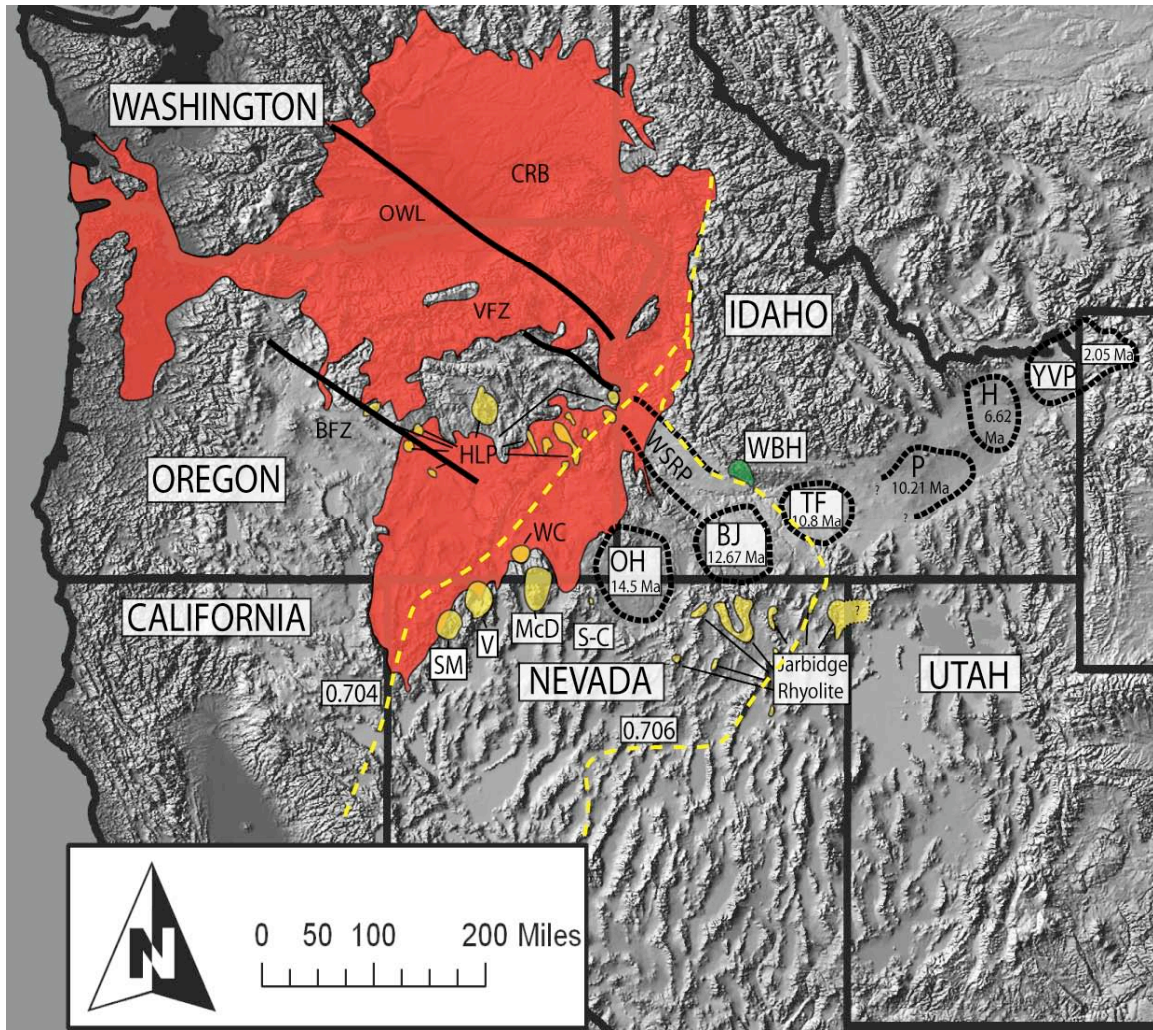 WASHINGTON
CRB
OWL
VFZ
IDAHO
2.05 Ma
YVP
H
6.62
Ma
BFZ
HLP
WSRP
WBH
P
10.21 Ma
?
?
OREGON
TF
10.8 Ma
WC
BJ
12.67 Ma
OH
14.5 Ma
CALIFORNIA
McD
S-C
V
SM
?
Jarbidge
Rhyolite
NEVADA
UTAH
0.704
0.706
N
0 50 100 200 Miles